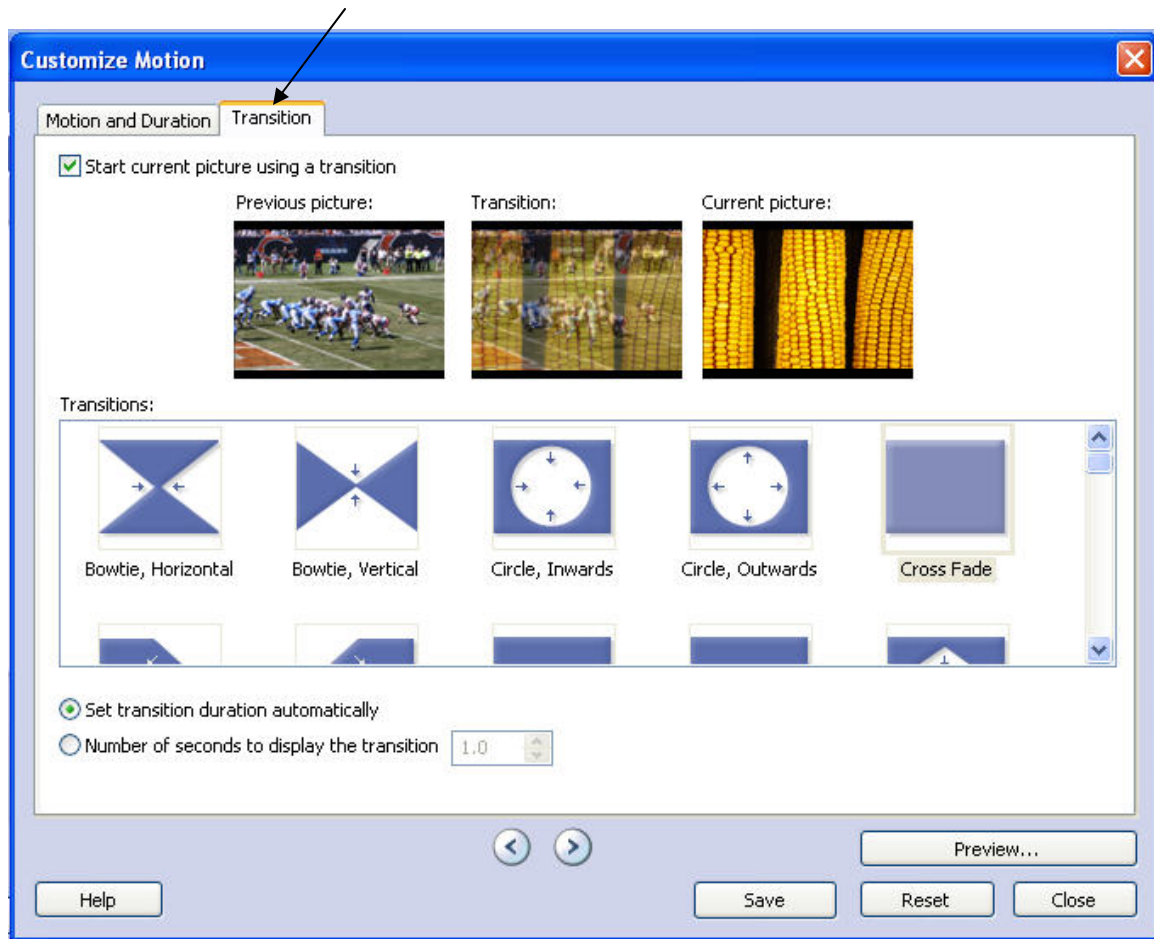 Customize Motion
Motion and Duration Transition
Start current picture using a transition
Previous picture: Transition: Current picture:
Transitions:
Bowtie, Horizontal Bowtie, Vertical Circle, Inwards Circle, Outwards Cross Fade
Set transition duration automatically
Number of seconds to display the transition 1.0
Preview...
Help Save Reset Close